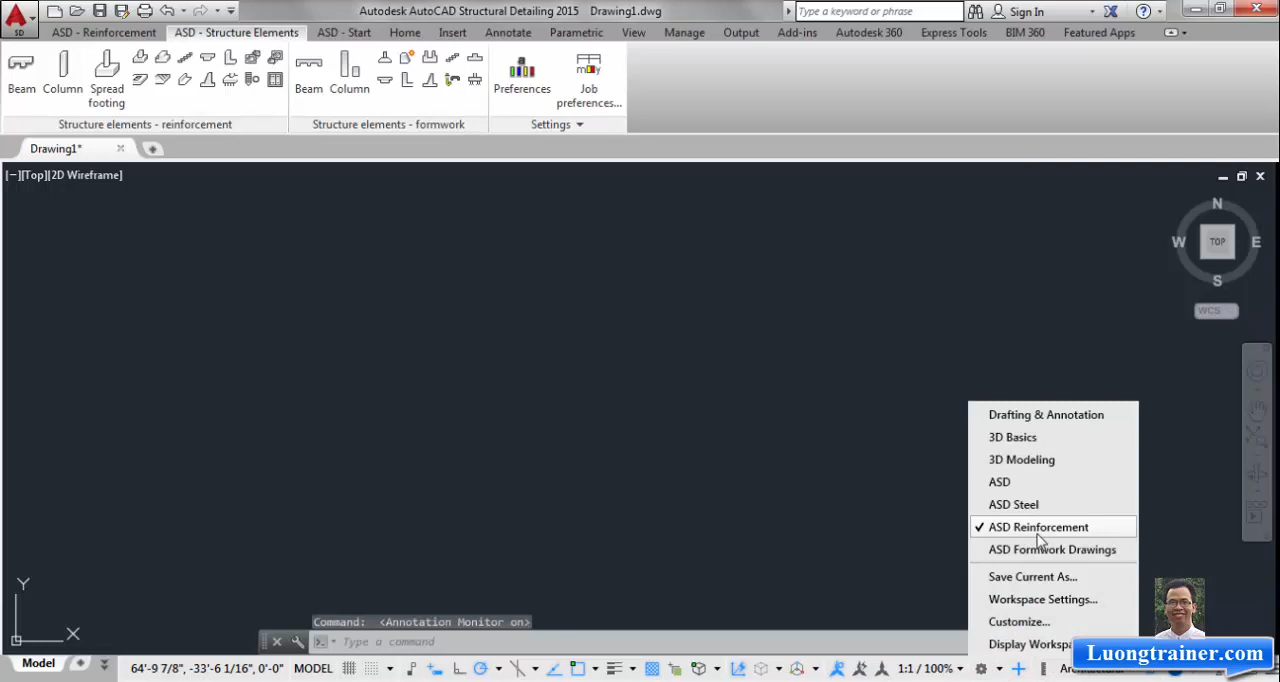 Autodesk AutoCAD Structural Detailing 2015 Drawing1.dwg
Type a keyword or phrase
Sign In
SD
ASD - Reinforcement ASD - Structure Elements ASD - Start Home Insert Annotate Parametric View Manage Output Add-ins Autodesk 360 Express Tools BIM 360 Featured Apps
Beam Column Spread footing
Beam Column
Preferences Job preferences...
Structure elements - reinforcement Structure elements - formwork Settings
Drawing1*
[−][Top][2D Wireframe]
N
W TOP E
S
WCS
Drafting & Annotation
3D Basics
3D Modeling
ASD
ASD Steel
✓ ASD Reinforcement
ASD Formwork Drawings
Save Current As...
Workspace Settings...
Customize...
Display Workspa
Y
X
Command: <Annotation Monitor on>
Type a command
Luongtrainer.com
Model 64'-9 7/8", -33'-6 1/16", 0'-0" MODEL 1:1 / 100%